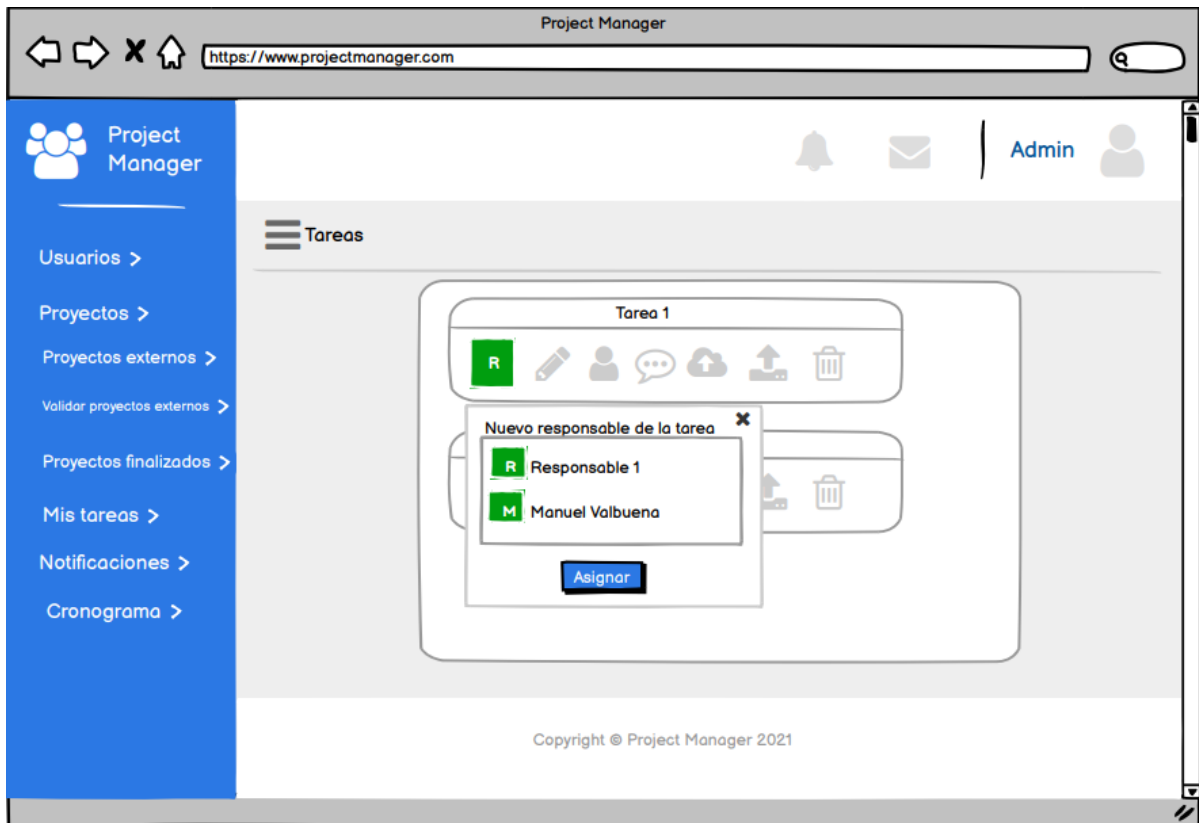 Project Manager
https://www.projectmanager.com
Project
Manager
Admin
Usuarios >
Proyectos >
Proyectos externos >
Validar proyectos externos >
Proyectos finalizados >
Mis tareas >
Notificaciones >
Cronograma >
Tareas
Tarea 1
R
Nuevo responsable de la tarea
R Responsable 1
M Manuel Valbuena
Asignar
Copyright © Project Manager 2021